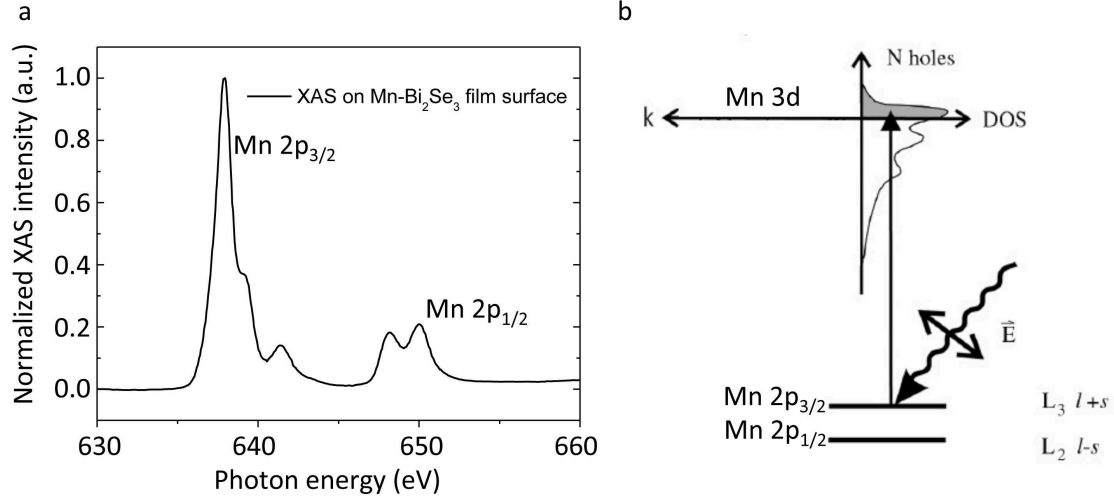 a
Normalized XAS intensity (a.u.)
1.0
0.8
0.6
0.4
0.2
0.0
XAS on Mn-Bi₂Se₃ film surface
Mn 2p₃/₂
Mn 2p₁/₂
630
640
650
660
Photon energy (eV)
b
N holes
Mn 3d
k
DOS
E⃗
Mn 2p₃/₂
L₃ l+s
Mn 2p₁/₂
L₂ l-s